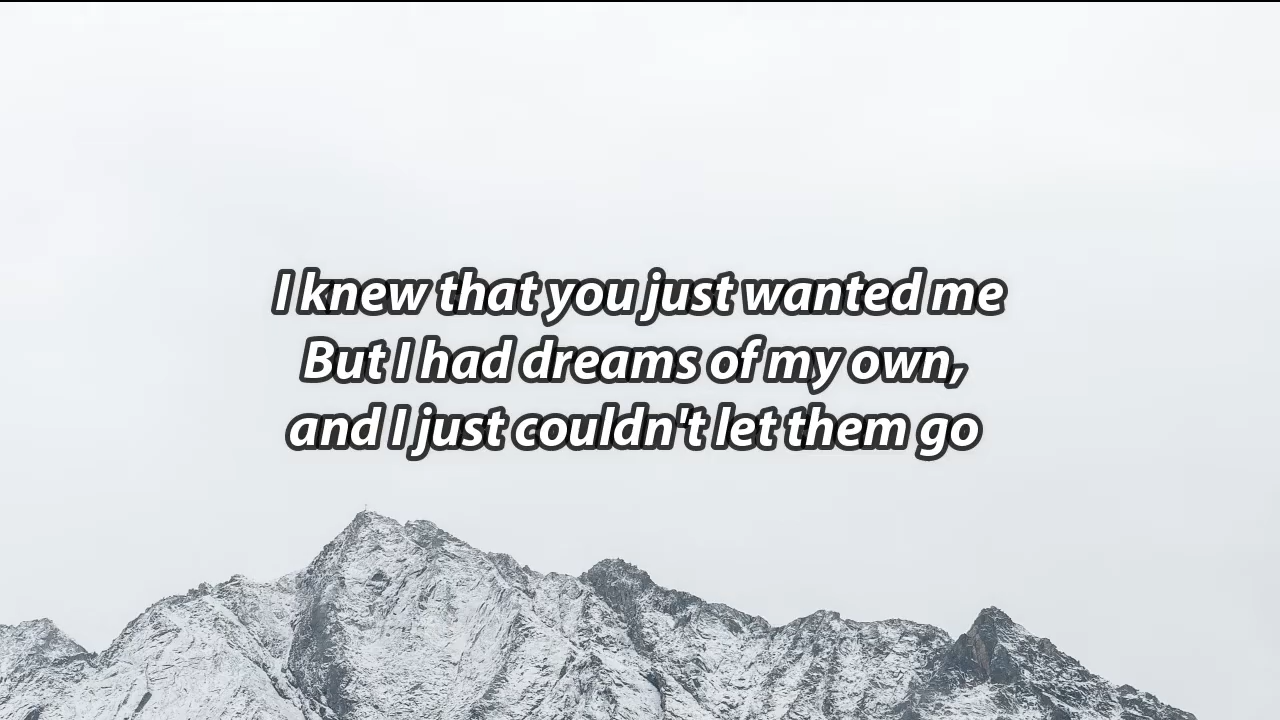 I knew that you just wanted me
But I had dreams of my own,
and I just couldn't let them go